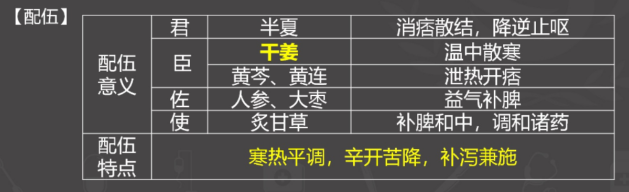 【配伍】
君 半夏 消痞散结，降逆止呕
配伍意义 臣 干姜 温中散寒
黄芩、黄连 泄热开痞
佐 人参、大枣 益气补脾
使 炙甘草 补脾和中，调和诸药
配伍特点 寒热平调，辛开苦降，补泻兼施